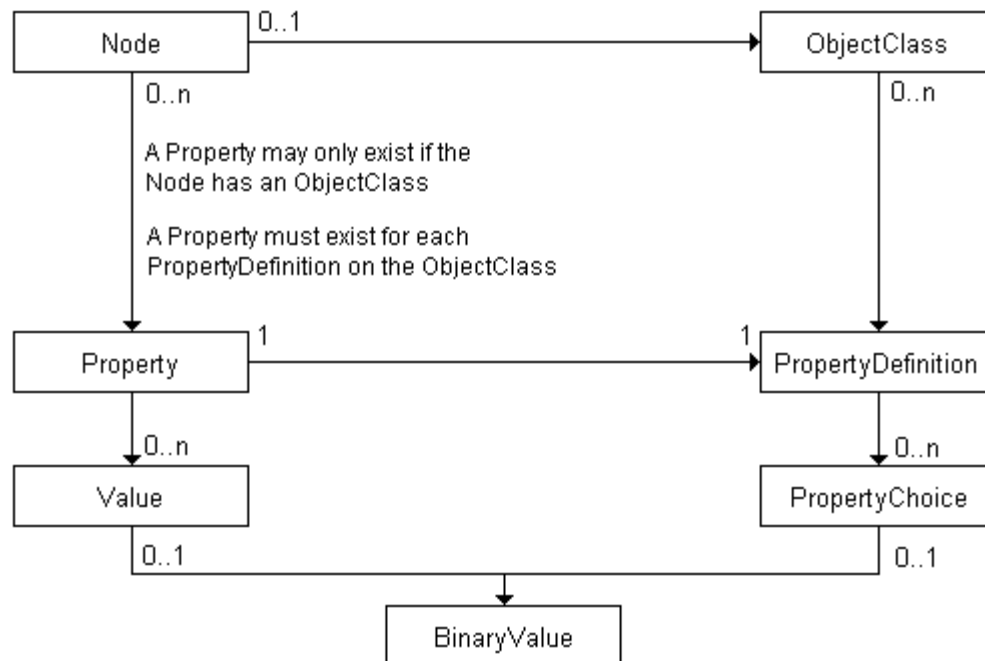 Node
0..1
ObjectClass
0..n
0..n
A Property may only exist if the
Node has an ObjectClass
A Property must exist for each
PropertyDefinition on the ObjectClass
Property
1
1
PropertyDefinition
0..n
0..n
Value
PropertyChoice
0..1
0..1
BinaryValue